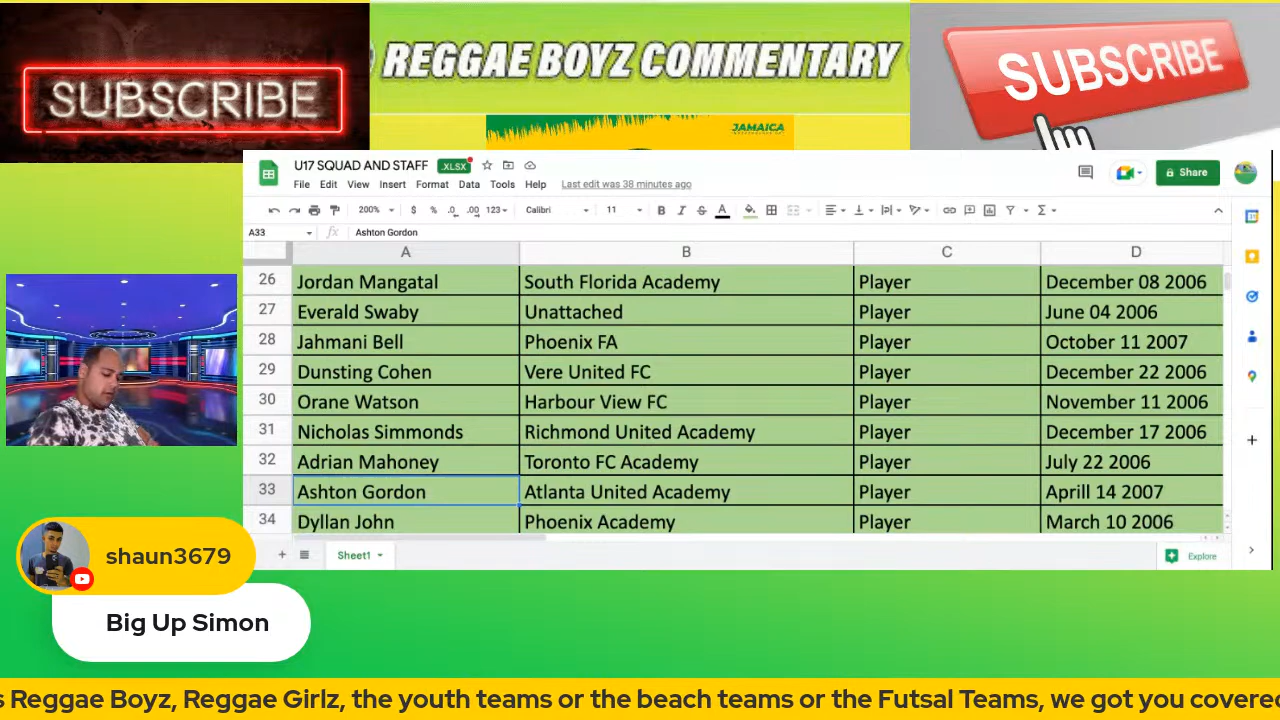 SUBSCRIBE
REGGAE BOYZ COMMENTARY
SUBSCRIBE
JAMAICA
U17 SQUAD AND STAFF .XLSX
File Edit View Insert Format Data Tools Help Last edit was 38 minutes ago
Share
200% $ % .0 .00 123 Calibri 11 B I S A
A33 fx Ashton Gordon
A B C D
26 Jordan Mangatal South Florida Academy Player December 08 2006
27 Everald Swaby Unattached Player June 04 2006
28 Jahmani Bell Phoenix FA Player October 11 2007
29 Dunsting Cohen Vere United FC Player December 22 2006
30 Orane Watson Harbour View FC Player November 11 2006
31 Nicholas Simmonds Richmond United Academy Player December 17 2006
32 Adrian Mahoney Toronto FC Academy Player July 22 2006
33 Ashton Gordon Atlanta United Academy Player Aprill 14 2007
34 Dyllan John Phoenix Academy Player March 10 2006
Sheet1 Explore
shaun3679
Big Up Simon
s Reggae Boyz, Reggae Girlz, the youth teams or the beach teams or the Futsal Teams, we got you covered